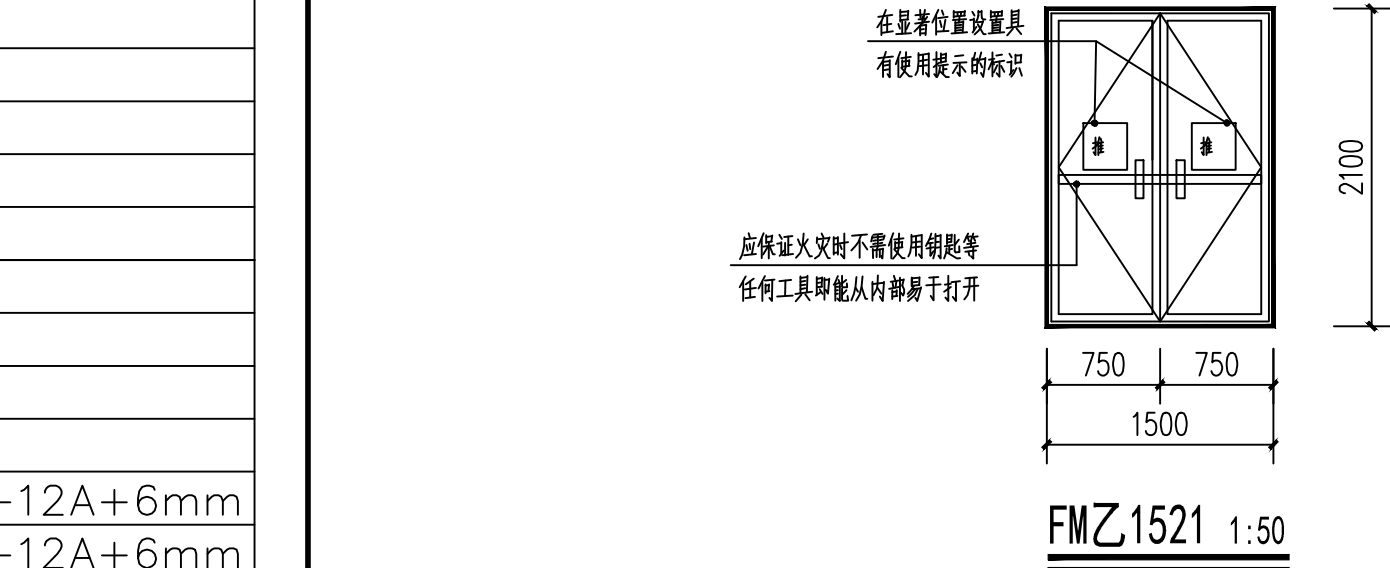 在显著位置设置具
有使用提示的标识
推
推
2100
应保证火灾时不需使用钥匙等
任何工具即能从内部易于打开
750
750
1500
-12A+6mm
-12A+6mm
FM乙1521 1:50